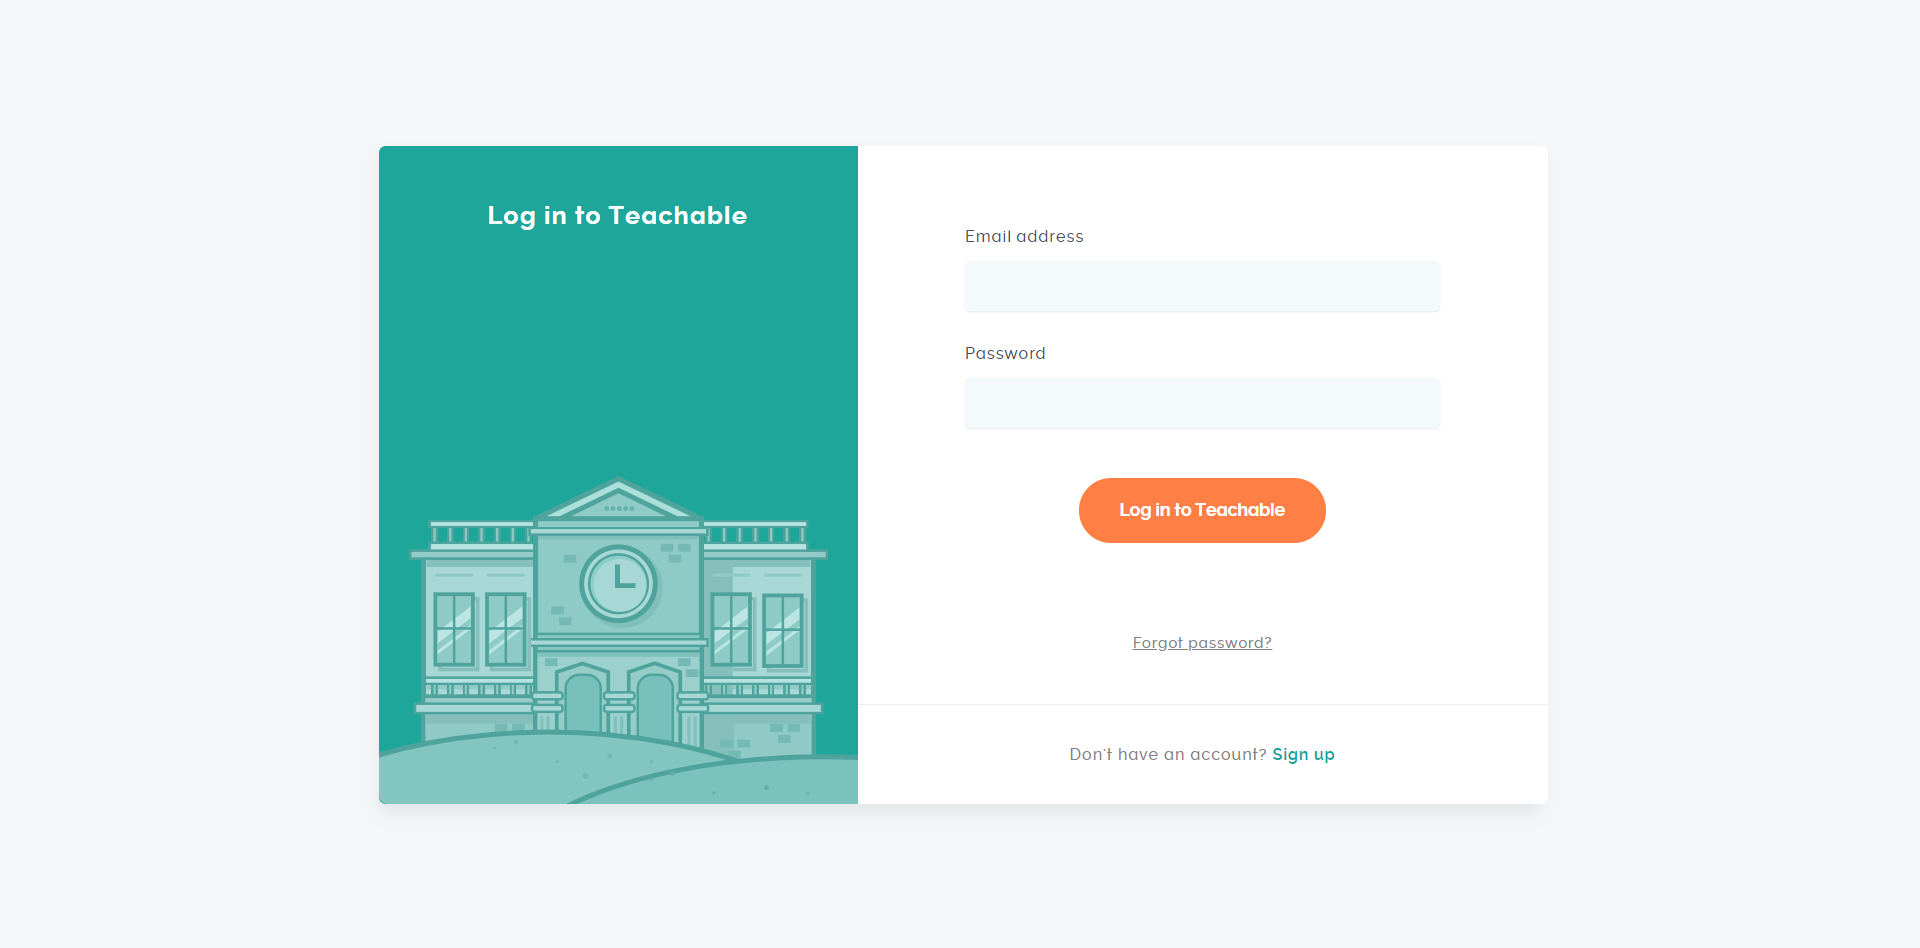 Log in to Teachable
Email address
Password
Log in to Teachable
Forgot password?
Don't have an account? Sign up